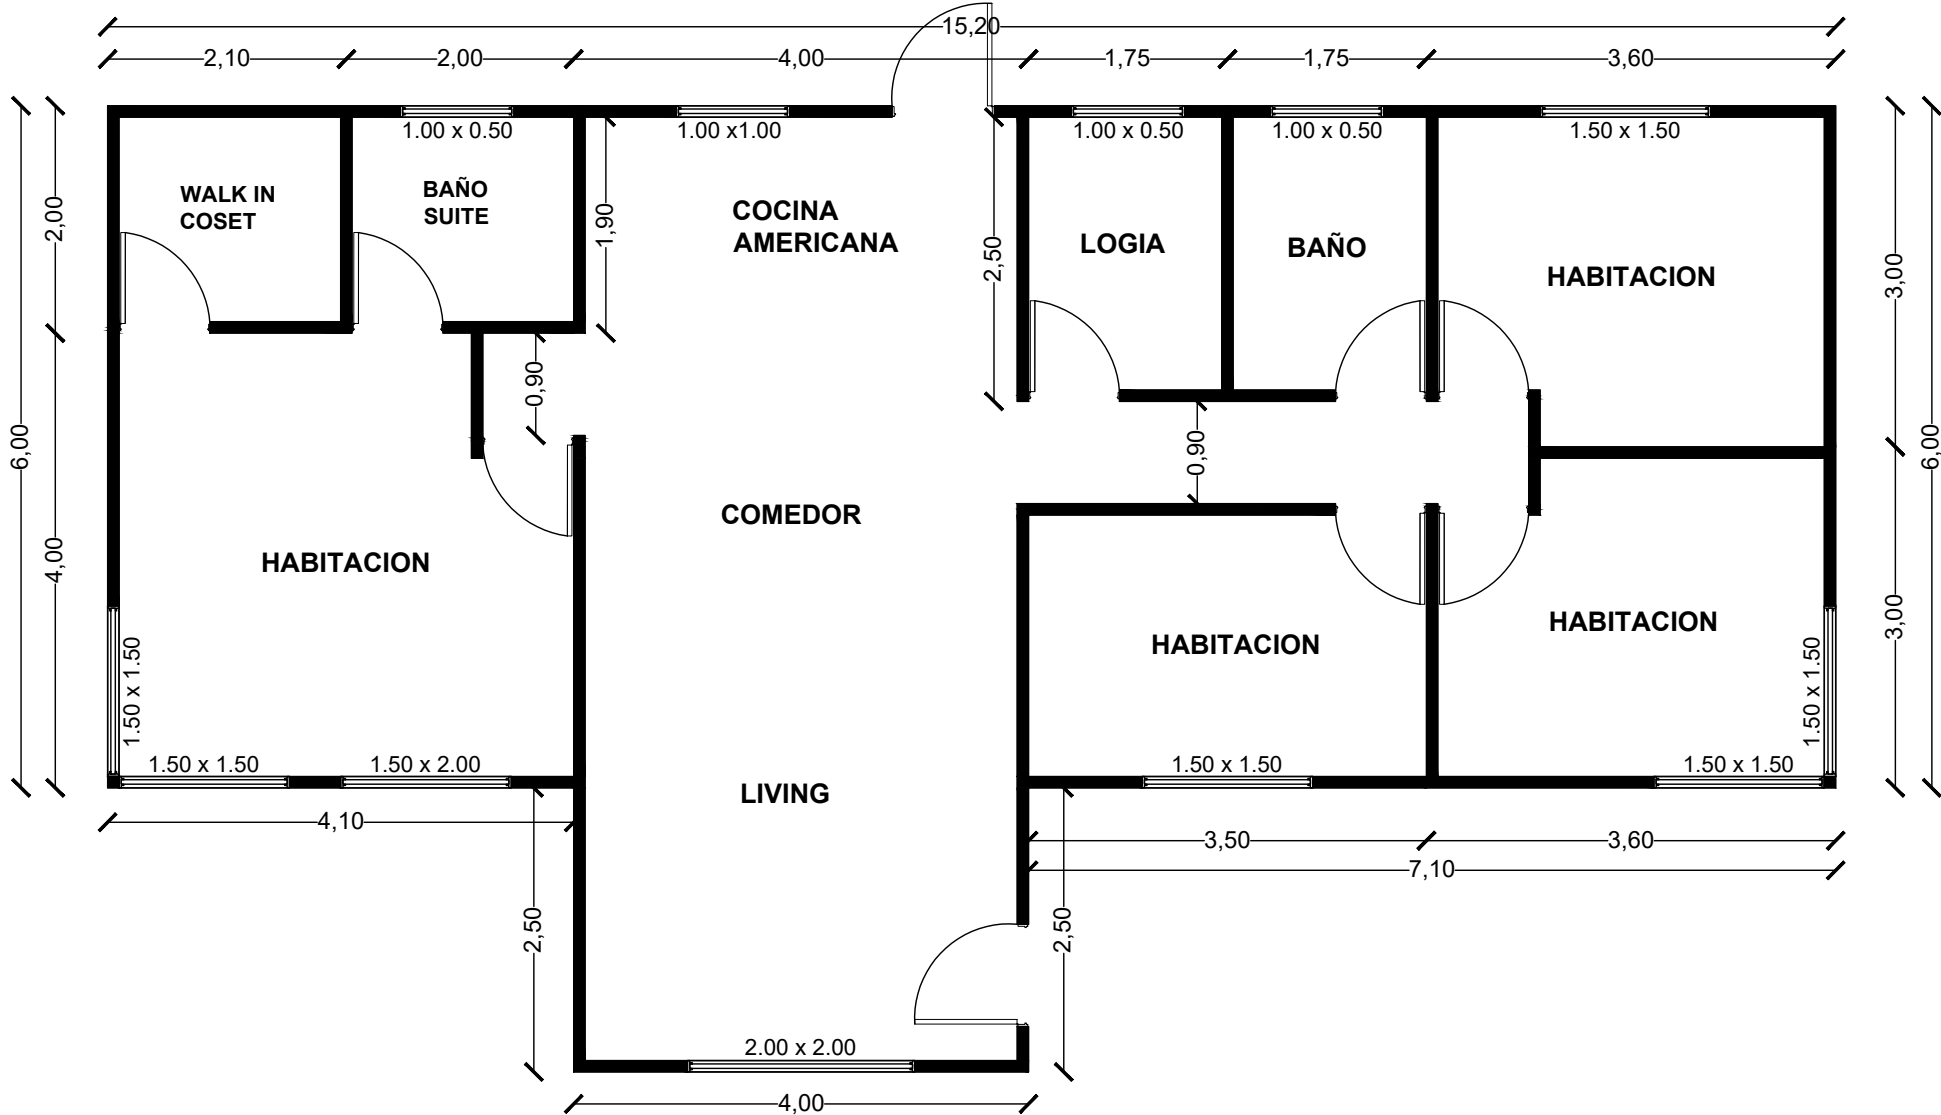 15,20
2,10
2,00
4,00
1,75
1,75
3,60
1.00 x 0.50
1.00 x1.00
1.00 x 0.50
1.00 x 0.50
1.50 x 1.50
WALK IN
COSET
BAÑO
SUITE
COCINA
AMERICANA
LOGIA
BAÑO
HABITACION
2,00
1,90
2,50
3,00
0,90
0,90
6,00
6,00
COMEDOR
4,00
HABITACION
HABITACION
HABITACION
3,00
1.50 x 1.50
1.50 x 1.50
1.50 x 1.50
1.50 x 2.00
1.50 x 1.50
1.50 x 1.50
LIVING
4,10
3,50
3,60
7,10
2,50
2,50
2.00 x 2.00
4,00